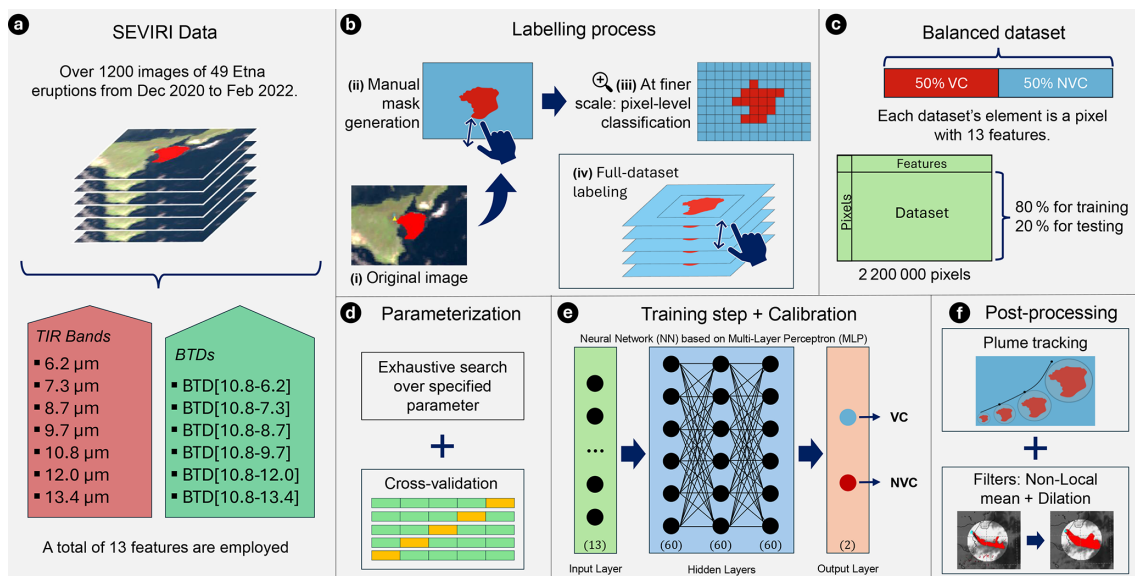 a
SEVIRI Data
Over 1200 images of 49 Etna
eruptions from Dec 2020 to Feb 2022.
TIR Bands
▪ 6.2 µm
▪ 7.3 µm
▪ 8.7 µm
▪ 9.7 µm
▪ 10.8 µm
▪ 12.0 µm
▪ 13.4 µm
BTDs
▪ BTD[10.8-6.2]
▪ BTD[10.8-7.3]
▪ BTD[10.8-8.7]
▪ BTD[10.8-9.7]
▪ BTD[10.8-12.0]
▪ BTD[10.8-13.4]
A total of 13 features are employed
b
Labelling process
(ii) Manual
mask
generation
(iii) At finer
scale: pixel-level
classification
(i) Original image
(iv) Full-dataset
labeling
c
Balanced dataset
50% VC
50% NVC
Each dataset's element is a pixel
with 13 features.
Features
Pixels
Dataset
80 % for training
20 % for testing
2 200 000 pixels
d
Parameterization
Exhaustive search
over specified
parameter
+
Cross-validation
e
Training step + Calibration
Neural Network (NN) based on Multi-Layer Perceptron (MLP)
...
VC
NVC
(13)
(60)
(60)
(60)
(2)
Input Layer
Hidden Layers
Output Layer
f
Post-processing
Plume tracking
+
Filters: Non-Local
mean + Dilation